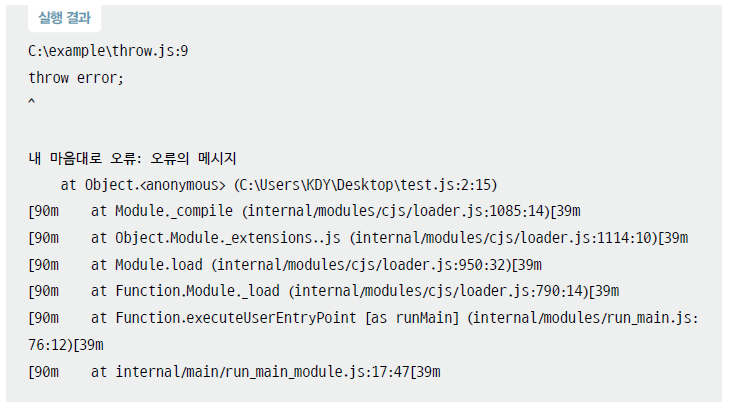 실행 결과
C:\example\throw.js:9
throw error;
^
내 마음대로 오류: 오류의 메시지
at Object.<anonymous> (C:\Users\KDY\Desktop\test.js:2:15)
[90m    at Module._compile (internal/modules/cjs/loader.js:1085:14)[39m
[90m    at Object.Module._extensions..js (internal/modules/cjs/loader.js:1114:10)[39m
[90m    at Module.load (internal/modules/cjs/loader.js:950:32)[39m
[90m    at Function.Module._load (internal/modules/cjs/loader.js:790:14)[39m
[90m    at Function.executeUserEntryPoint [as runMain] (internal/modules/run_main.js:
76:12)[39m
[90m    at internal/main/run_main_module.js:17:47[39m